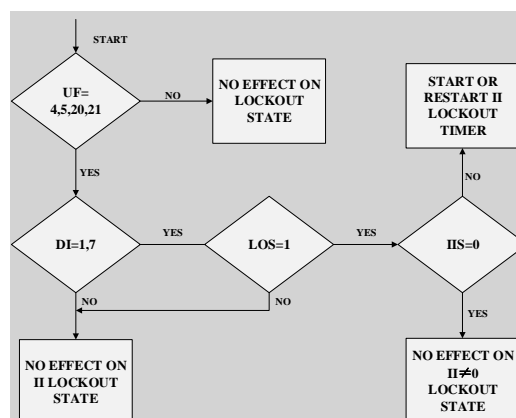 START
UF=
4,5,20,21
NO
NO EFFECT ON
LOCKOUT
STATE
START OR
RESTART II
LOCKOUT
TIMER
YES
NO
DI=1,7
YES
LOS=1
YES
IIS=0
NO
NO
YES
NO EFFECT ON
II LOCKOUT
STATE
NO EFFECT ON
II≠0
LOCKOUT
STATE